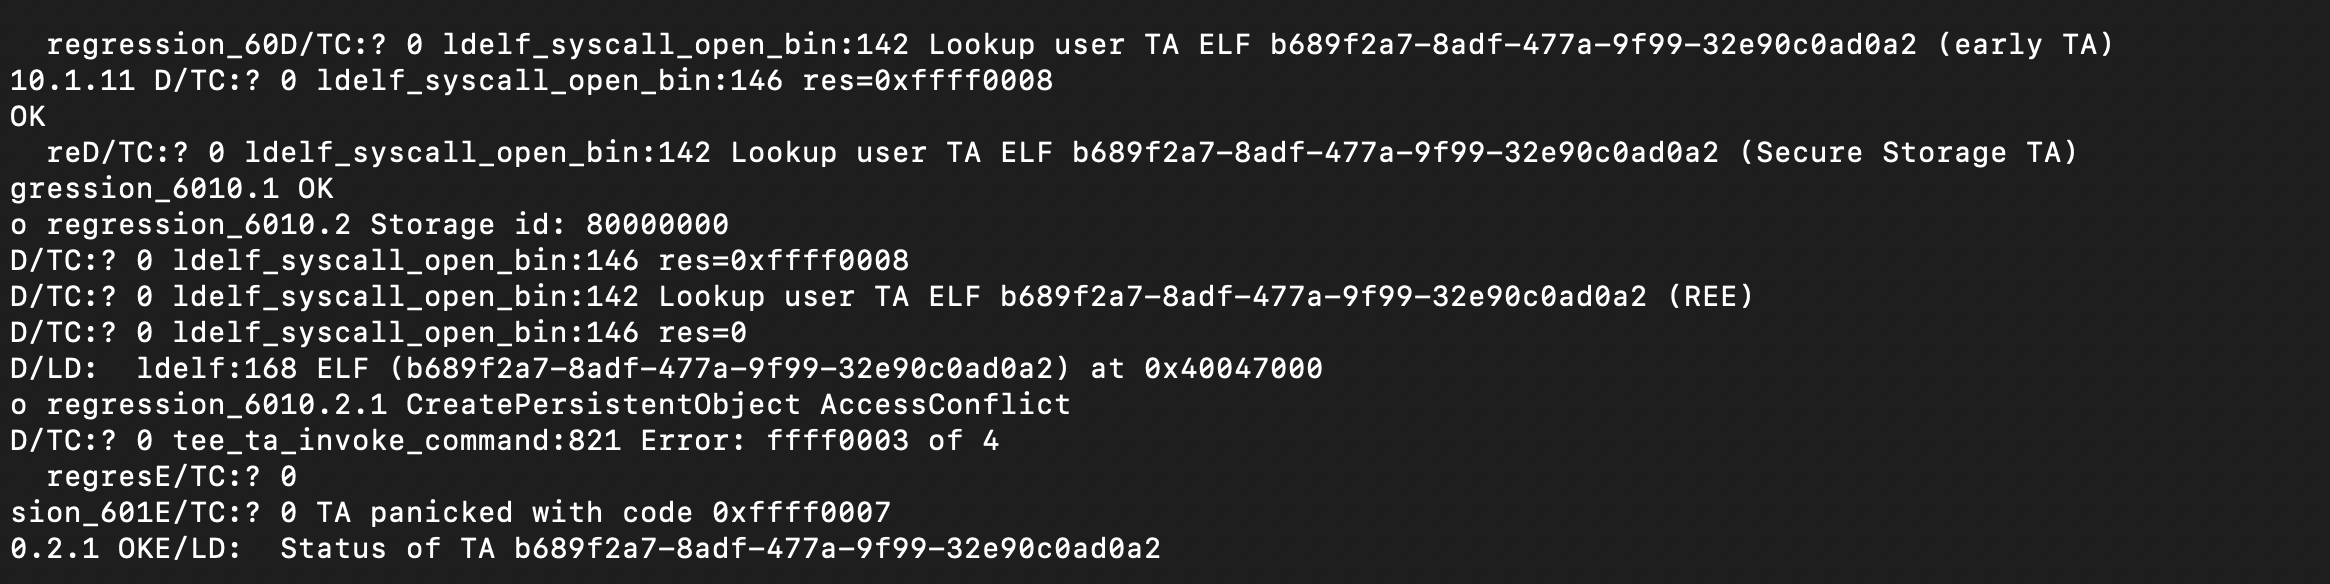 regression_60D/TC:? 0 ldelf_syscall_open_bin:142 Lookup user TA ELF b689f2a7-8adf-477a-9f99-32e90c0ad0a2 (early TA)
10.1.11 D/TC:? 0 ldelf_syscall_open_bin:146 res=0xffff0008
OK
reD/TC:? 0 ldelf_syscall_open_bin:142 Lookup user TA ELF b689f2a7-8adf-477a-9f99-32e90c0ad0a2 (Secure Storage TA)
gression_6010.1 OK
o regression_6010.2 Storage id: 80000000
D/TC:? 0 ldelf_syscall_open_bin:146 res=0xffff0008
D/TC:? 0 ldelf_syscall_open_bin:142 Lookup user TA ELF b689f2a7-8adf-477a-9f99-32e90c0ad0a2 (REE)
D/TC:? 0 ldelf_syscall_open_bin:146 res=0
D/LD:  ldelf:168 ELF (b689f2a7-8adf-477a-9f99-32e90c0ad0a2) at 0x40047000
o regression_6010.2.1 CreatePersistentObject AccessConflict
D/TC:? 0 tee_ta_invoke_command:821 Error: ffff0003 of 4
regresE/TC:? 0
sion_601E/TC:? 0 TA panicked with code 0xffff0007
0.2.1 OKE/LD:  Status of TA b689f2a7-8adf-477a-9f99-32e90c0ad0a2